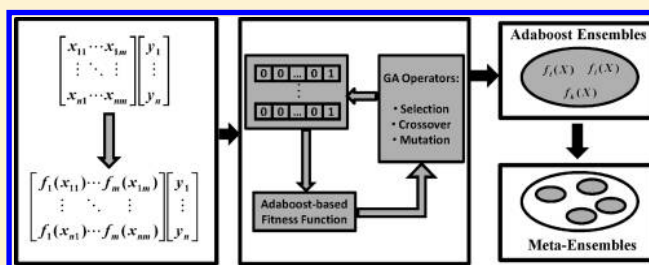 x₁₁ ⋯ x₁ₘ y₁
⋮ ⋱ ⋮ ⋮
xₙ₁ ⋯ xₙₘ yₙ
f₁(x₁₁) ⋯ fₘ(x₁ₘ) y₁
⋮ ⋱ ⋮ ⋮
f₁(xₙ₁) ⋯ fₘ(xₙₘ) yₙ
0 0 ... 0 1
⋮
0 0 ... 0 1
Adaboost-based
Fitness Function
GA Operators:
• Selection
• Crossover
• Mutation
Adaboost Ensembles
fᵢ(X) fₗ(X)
fₖ(X)
Meta-Ensembles